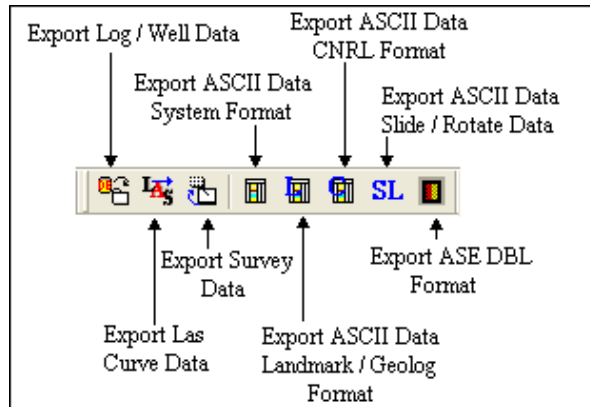 Export Log / Well Data
Export ASCII Data
System Format
Export ASCII Data
CNRL Format
Export ASCII Data
Slide / Rotate Data
DB
LAS
L
C
SL
Export Survey
Data
Export ASE DBL
Format
Export Las
Curve Data
Export ASCII Data
Landmark / Geolog
Format